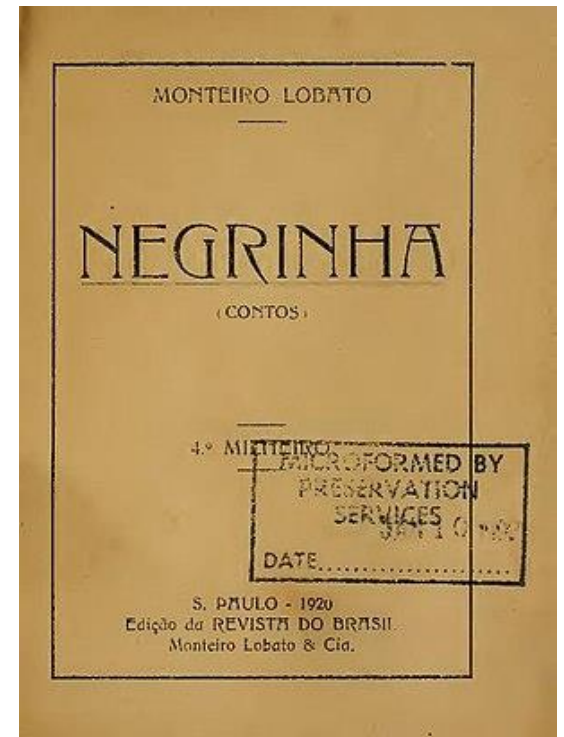 MONTEIRO LOBATO
NEGRINHA
(CONTOS)
4.º MILHEIRO
MICROFORMED BY
PRESERVATION
SERVICES
DATE
S. PAULO - 1920
Edição da REVISTA DO BRASIL
Monteiro Lobato & Cia.